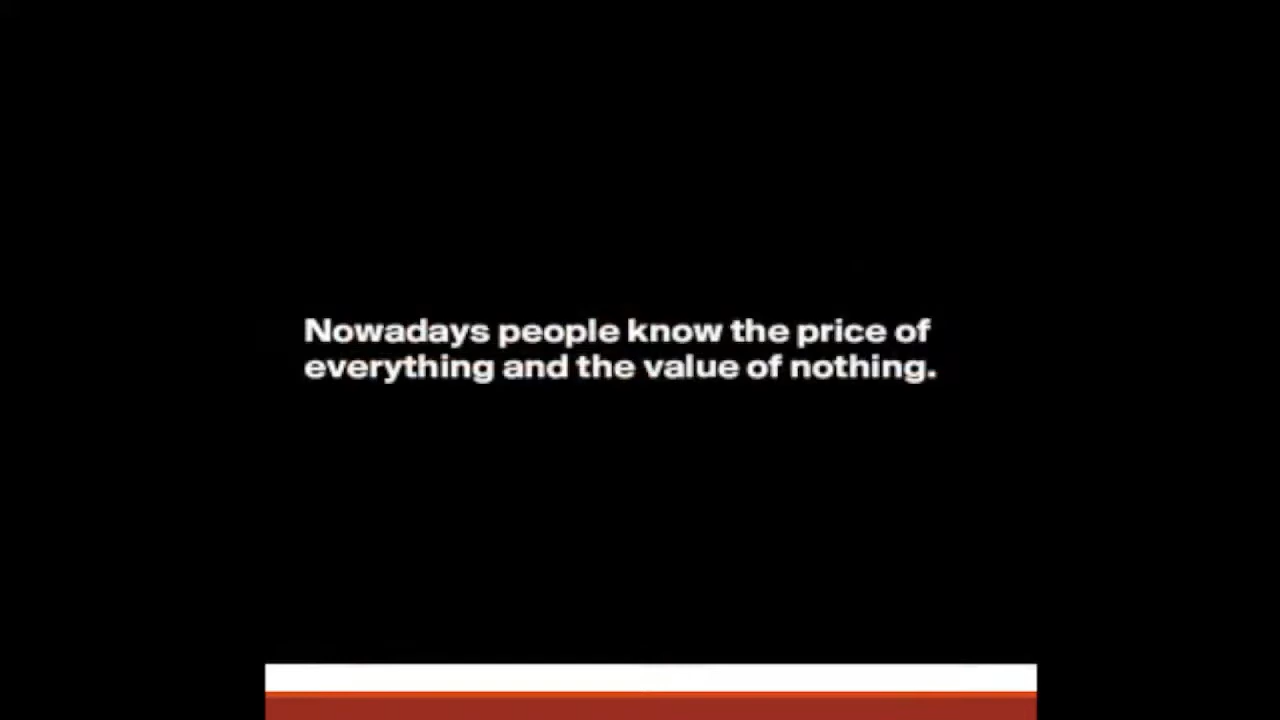 Nowadays people know the price of
everything and the value of nothing.